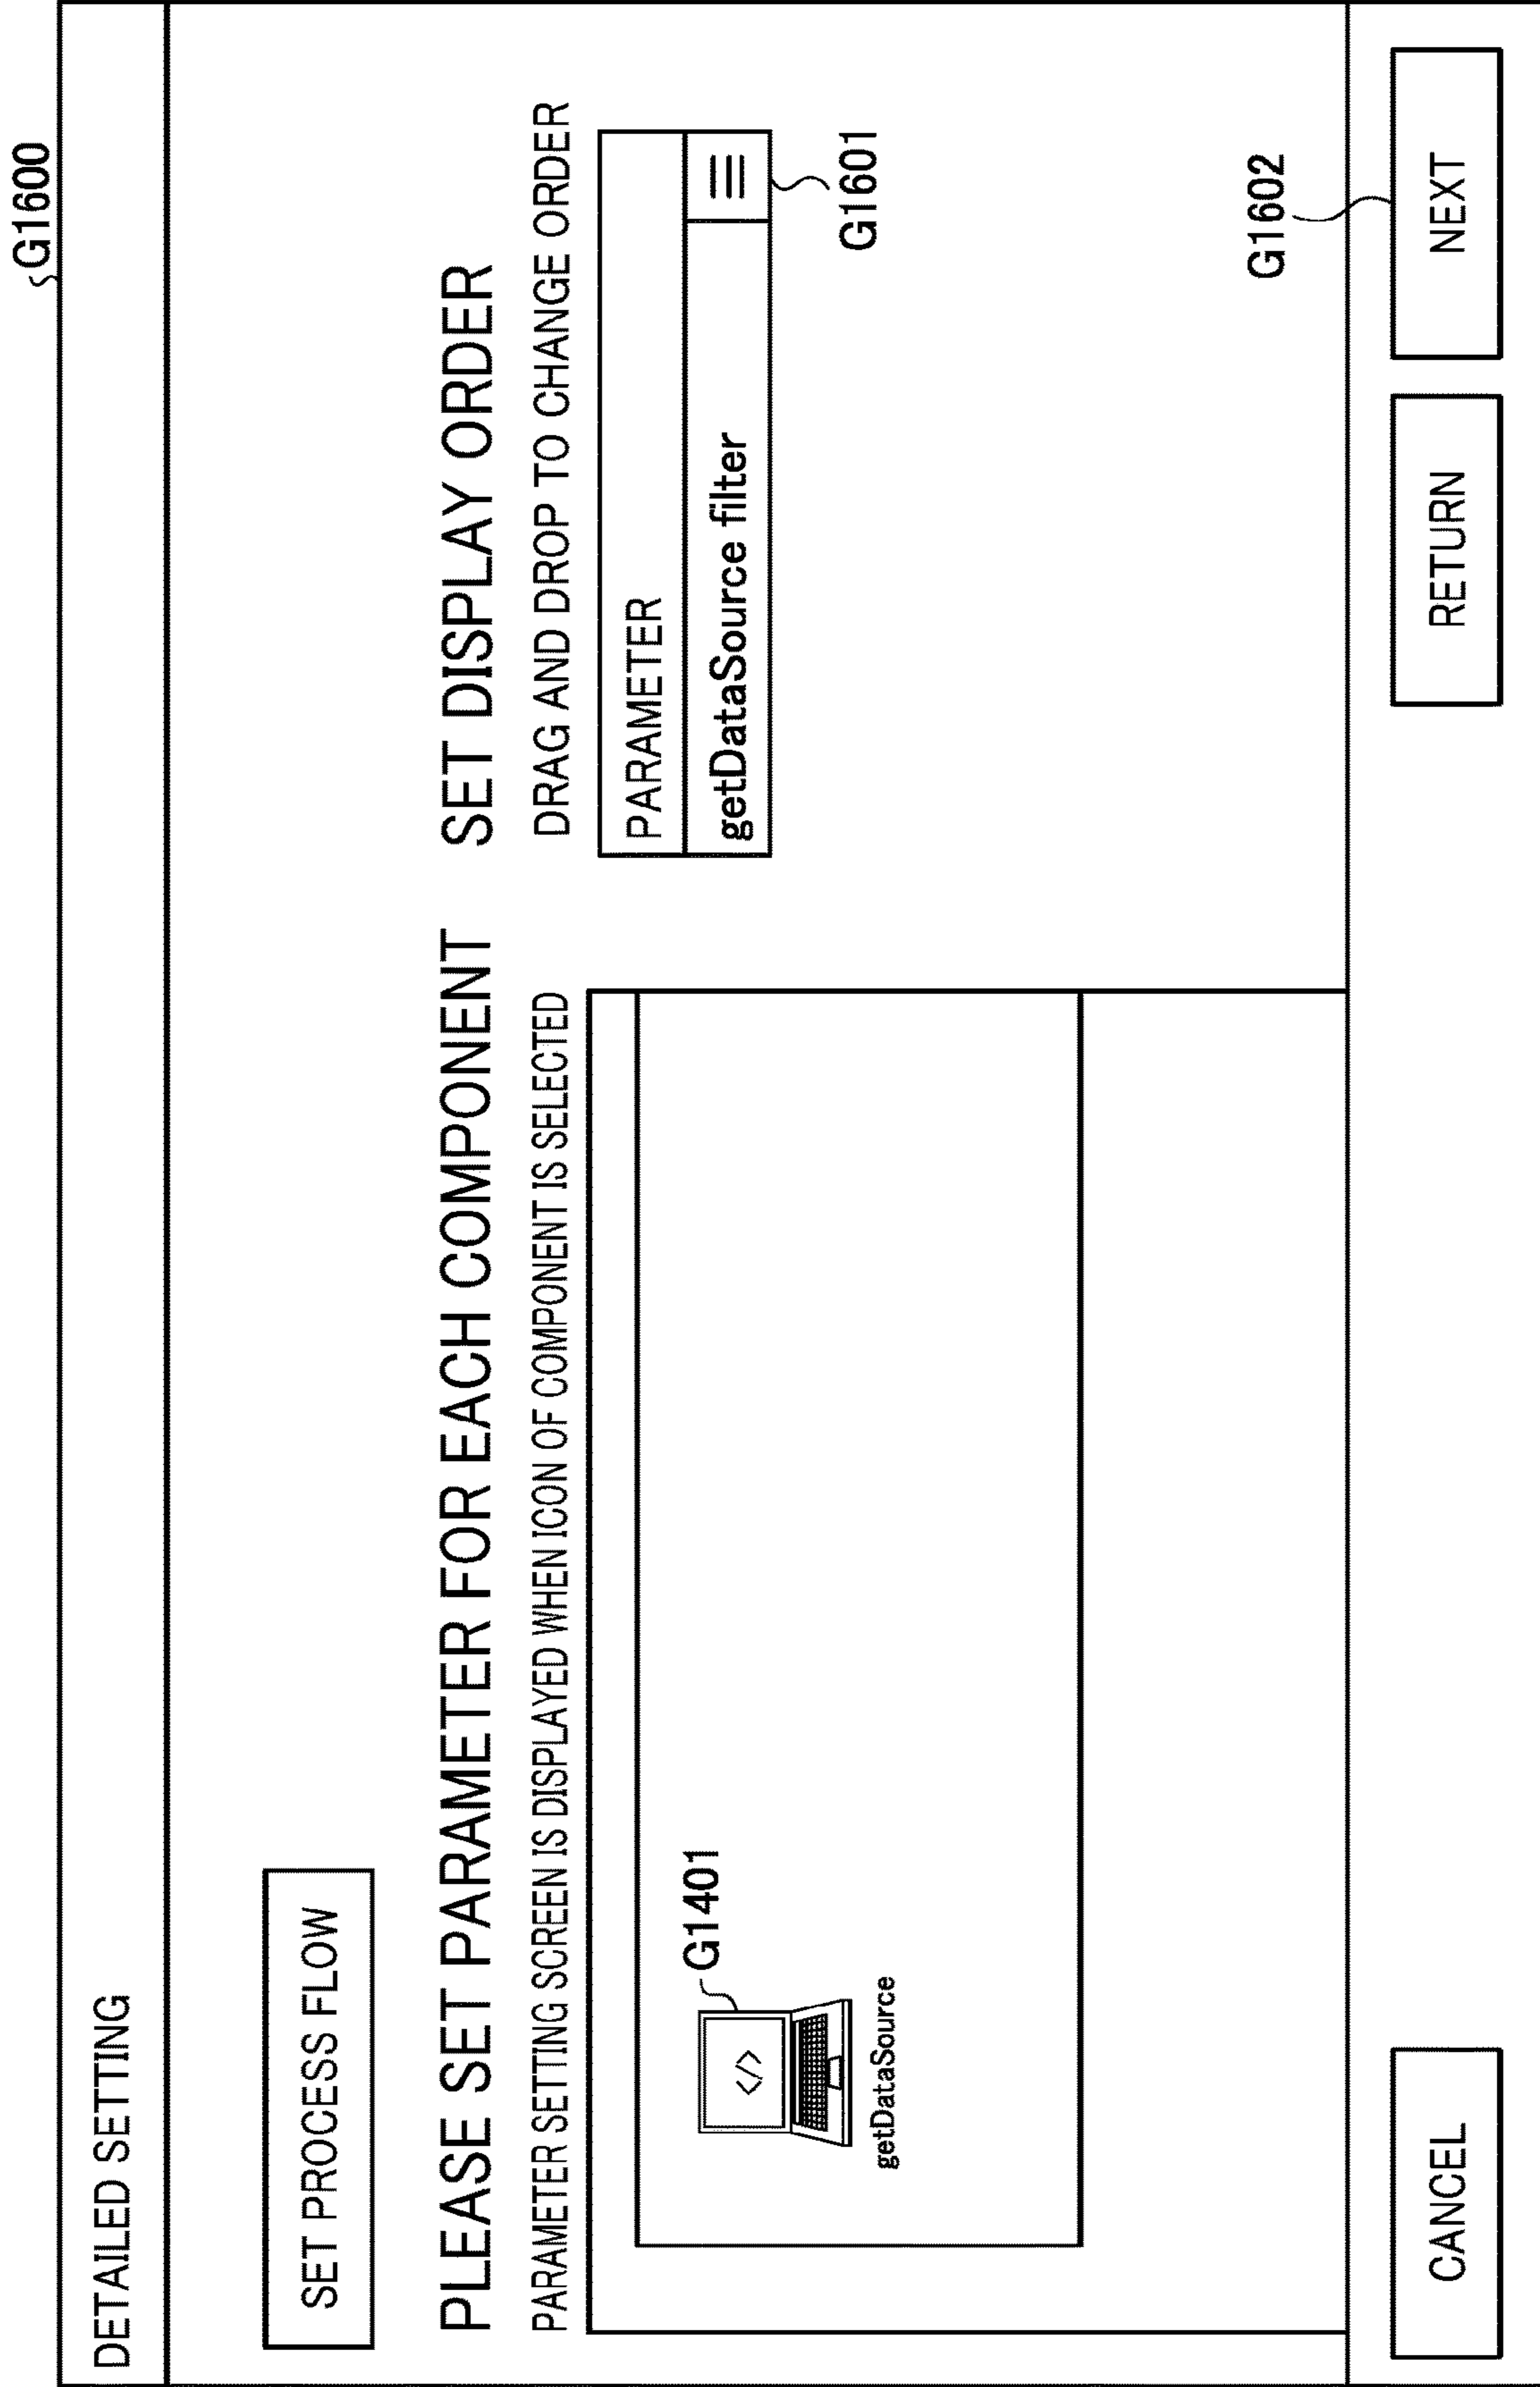 G1600
DETAILED SETTING
SET PROCESS FLOW
PLEASE SET PARAMETER FOR EACH COMPONENT
PARAMETER SETTING SCREEN IS DISPLAYED WHEN ICON OF COMPONENT IS SELECTED
G1401
</>
getDataSource
SET DISPLAY ORDER
DRAG AND DROP TO CHANGE ORDER
PARAMETER
getDataSource filter
G1601
G1602
CANCEL
RETURN
NEXT